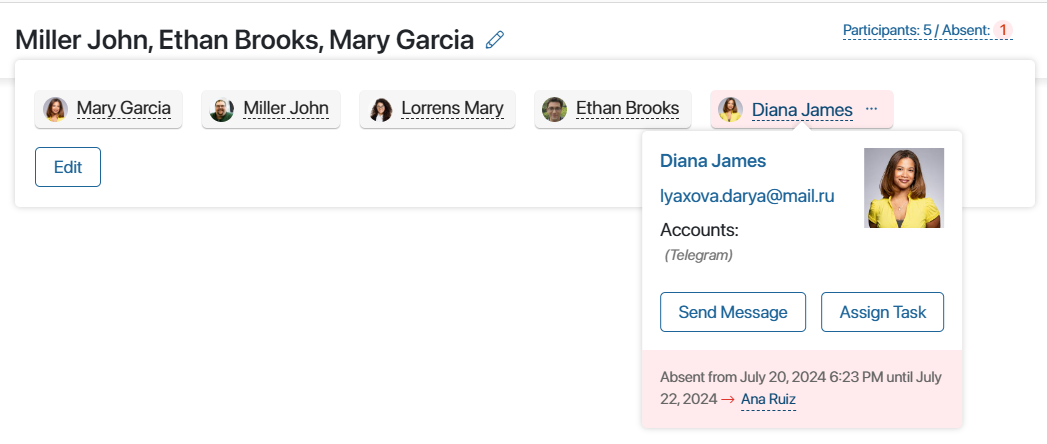 Miller John, Ethan Brooks, Mary Garcia
Participants: 5 / Absent: 1
Mary Garcia
Miller John
Lorrens Mary
Ethan Brooks
Diana James ...
Edit
Diana James
lyaxova.darya@mail.ru
Accounts:
(Telegram)
Send Message
Assign Task
Absent from July 20, 2024 6:23 PM until July
22, 2024 → Ana Ruiz